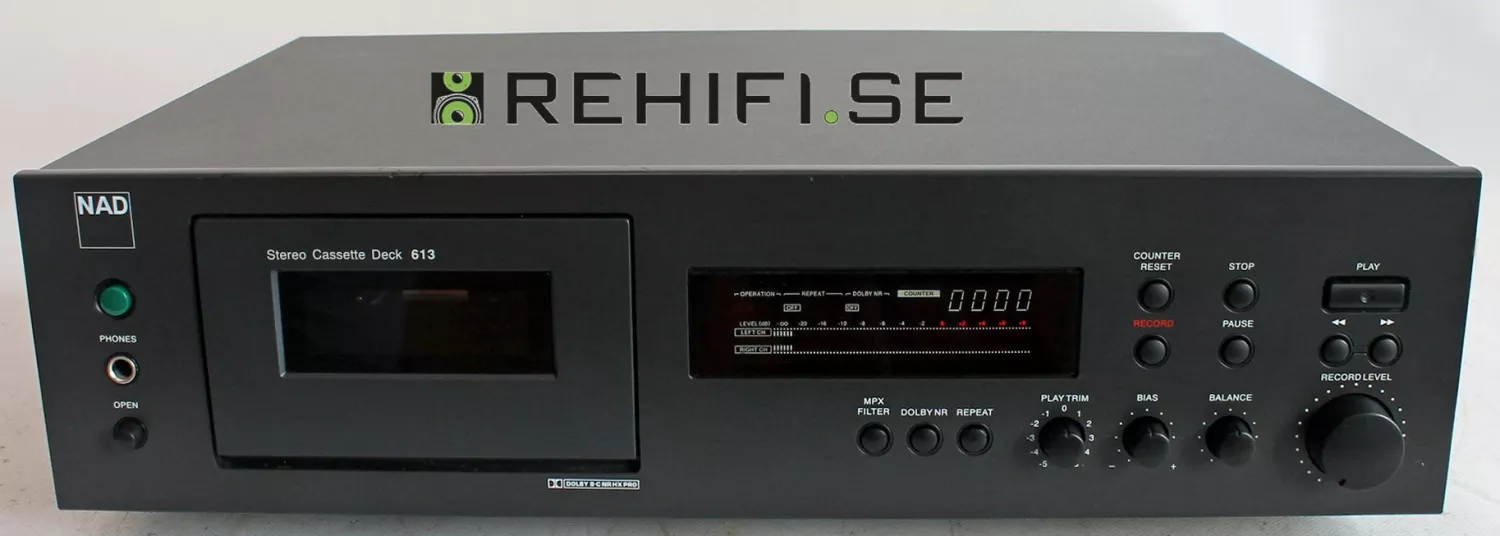 REHIFI.SE
NAD
Stereo Cassette Deck 613
PHONES
OPEN
DOLBY B·C NR HX PRO
OPERATION REPEAT DOLBY NR COUNTER 0000
OFF OFF
LEVEL(dB) -∞ -20 -16 -10 -8 -6 -4 -2 0 +2 +4 +6 +8
LEFT CH
RIGHT CH
COUNTER
RESET
STOP
PLAY
RECORD
PAUSE
◀◀ ▶▶
RECORD LEVEL
MPX
FILTER
DOLBY NR
REPEAT
PLAY TRIM
-5 -4 -3 -2 -1 0 1 2 3 4 5
BIAS
- +
BALANCE